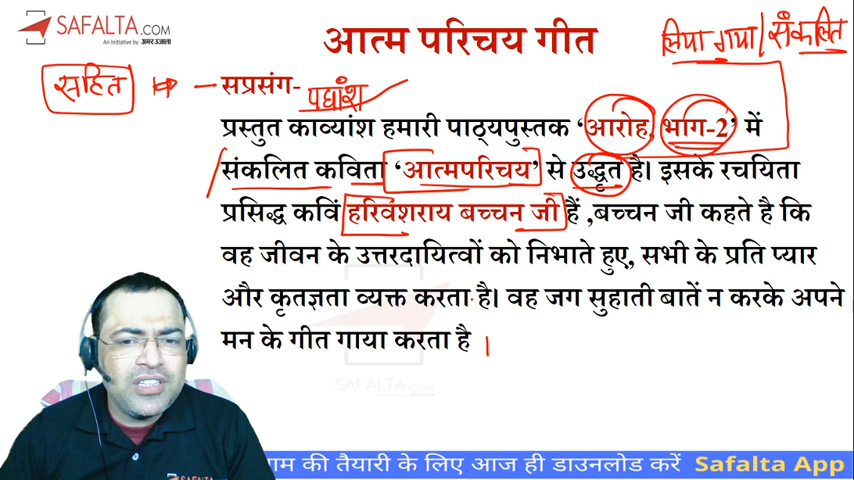 SAFALTA.COM
An Initiative by अमर उजाला
आत्म परिचय गीत
लिया गया / संकलित
सहित
सप्रसंग-
पद्यांश
प्रस्तुत काव्यांश हमारी पाठ्यपुस्तक ‘आरोह, भाग-2’ में
संकलित कविता ‘आत्मपरिचय’ से उद्धृत है। इसके रचयिता
प्रसिद्ध कविं हरिवंशराय बच्चन जी हैं ,बच्चन जी कहते है कि
वह जीवन के उत्तरदायित्वों को निभाते हुए, सभी के प्रति प्यार
और कृतज्ञता व्यक्त करता है। वह जग सुहाती बातें न करके अपने
मन के गीत गाया करता है ।
SAFALTA.COM
SAFALTA
ाम की तैयारी के लिए आज ही डाउनलोड करें Safalta App